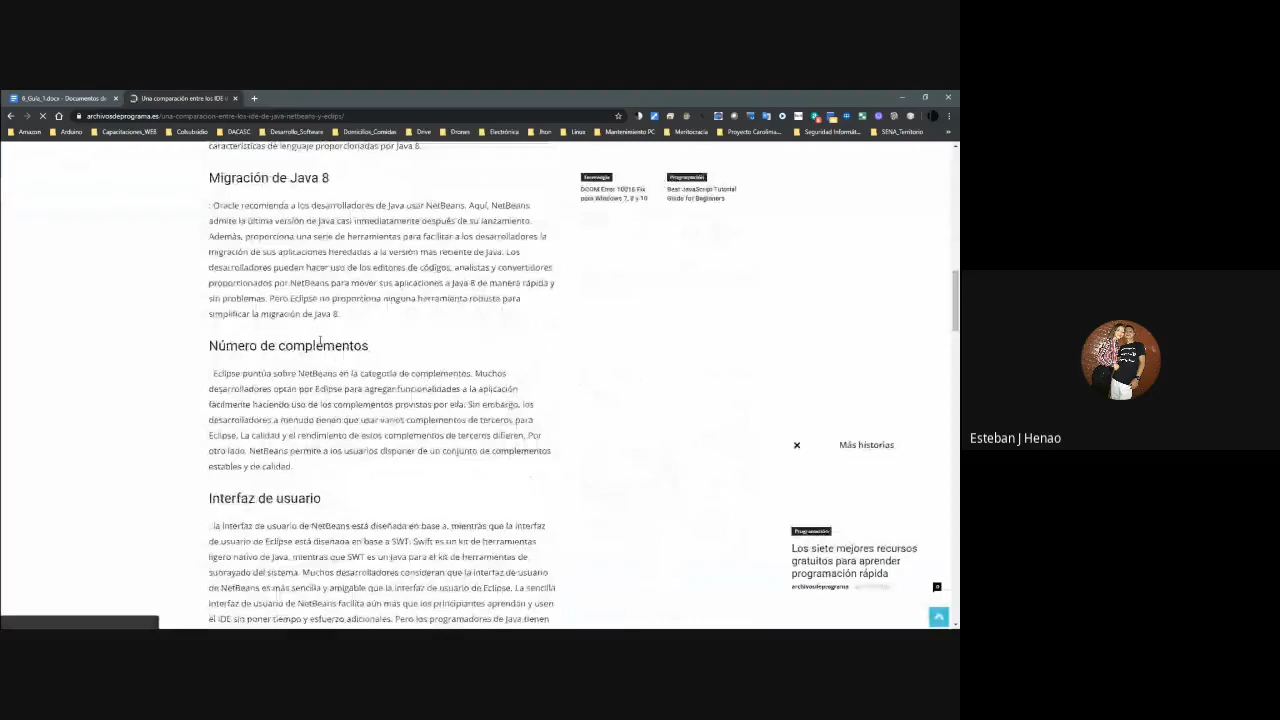 6_Guía_1.docx - Documentos de
Una comparación entre los IDE d
archivosdeprograma.es/una-comparacion-entre-los-ide-de-java-netbeans-y-eclips/
Amazon
Arduino
Capacitaciones_WEB
Colsubsidio
DACASC
Desarrollo_Software
Domicilios_Comidas
Drive
Drones
Electrónica
Jhon
Linux
Mantenimiento PC
Meritocracia
Proyecto Carolima...
Seguridad Informát...
SENA_Territorio
»
características de lenguaje proporcionadas por Java 8.
Migración de Java 8
: Oracle recomienda a los desarrolladores de Java usar NetBeans. Aquí, NetBeans
admite la última versión de Java casi inmediatamente después de su lanzamiento.
Además, proporciona una serie de herramientas para facilitar a los desarrolladores la
migración de sus aplicaciones heredadas a la versión más reciente de Java. Los
desarrolladores pueden hacer uso de los editores de códigos, analistas y convertidores
proporcionados por NetBeans para mover sus aplicaciones a Java 8 de manera rápida y
sin problemas. Pero Eclipse no proporciona ninguna herramienta robusta para
simplificar la migración de Java 8.
Número de complementos
Eclipse puntúa sobre NetBeans en la categoría de complementos. Muchos
desarrolladores optan por Eclipse para agregar funcionalidades a la aplicación
fácilmente haciendo uso de los complementos provistos por ella. Sin embargo, los
desarrolladores a menudo tienen que usar varios complementos de terceros para
Eclipse. La calidad y el rendimiento de estos complementos de terceros difieren. Por
otro lado, NetBeans permite a los usuarios disponer de un conjunto de complementos
estables y de calidad.
Interfaz de usuario
: la interfaz de usuario de NetBeans está diseñada en base a, mientras que la interfaz
de usuario de Eclipse está diseñada en base a SWT. Swift es un kit de herramientas
ligero nativo de Java, mientras que SWT es un java para el kit de herramientas de
subrayado del sistema. Muchos desarrolladores consideran que la interfaz de usuario
de NetBeans es más sencilla y amigable que la interfaz de usuario de Eclipse. La sencilla
interfaz de usuario de NetBeans facilita aún más que los principiantes aprendan y usen
el IDE sin poner tiempo y esfuerzo adicionales. Pero los programadores de Java tienen
Tecnología
DOOM Error 10016 Fix
para Windows 7, 8 y 10
Programación
Best JavaScript Tutorial
Guide for Beginners
Más historias
Programación
Los siete mejores recursos
gratuitos para aprender
programación rápida
archivosdeprograma
0
Esteban J Henao